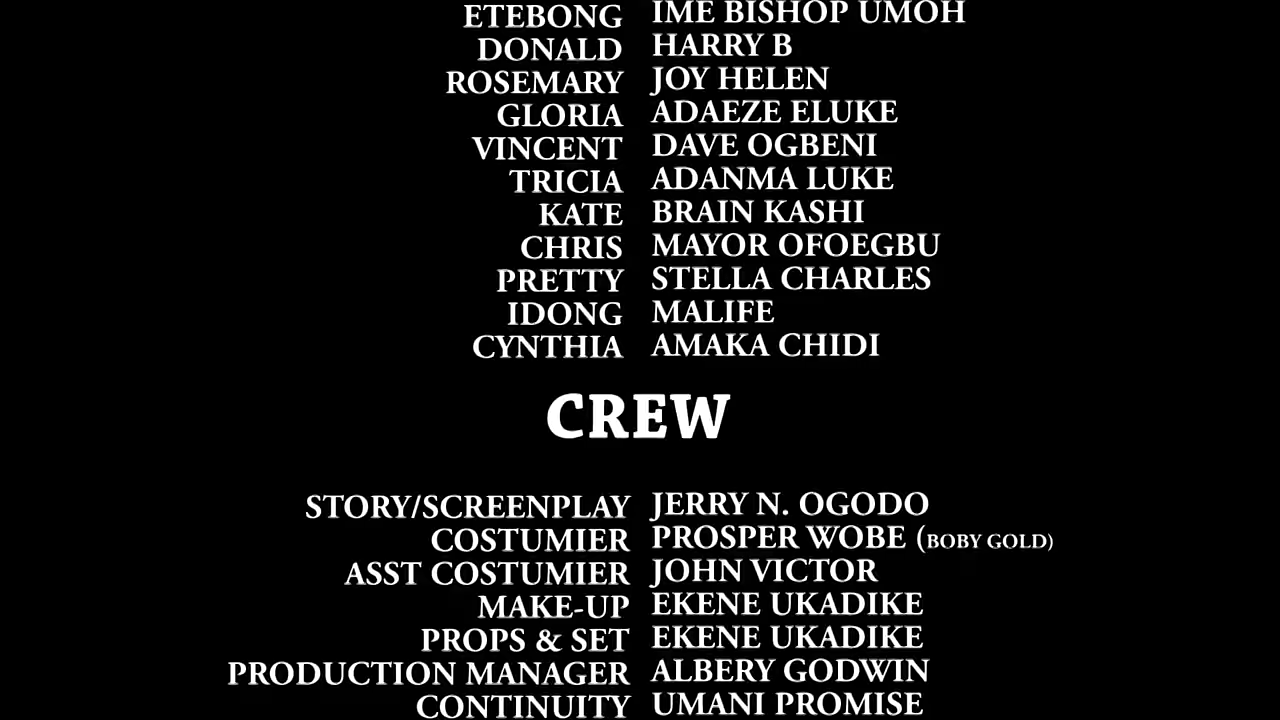 ETEBONG IME BISHOP UMOH
DONALD HARRY B
ROSEMARY JOY HELEN
GLORIA ADAEZE ELUKE
VINCENT DAVE OGBENI
TRICIA ADANMA LUKE
KATE BRAIN KASHI
CHRIS MAYOR OFOEGBU
PRETTY STELLA CHARLES
IDONG MALIFE
CYNTHIA AMAKA CHIDI
CREW
STORY/SCREENPLAY JERRY N. OGODO
COSTUMIER PROSPER WOBE (BOBY GOLD)
ASST COSTUMIER JOHN VICTOR
MAKE-UP EKENE UKADIKE
PROPS & SET EKENE UKADIKE
PRODUCTION MANAGER ALBERY GODWIN
CONTINUITY UMANI PROMISE